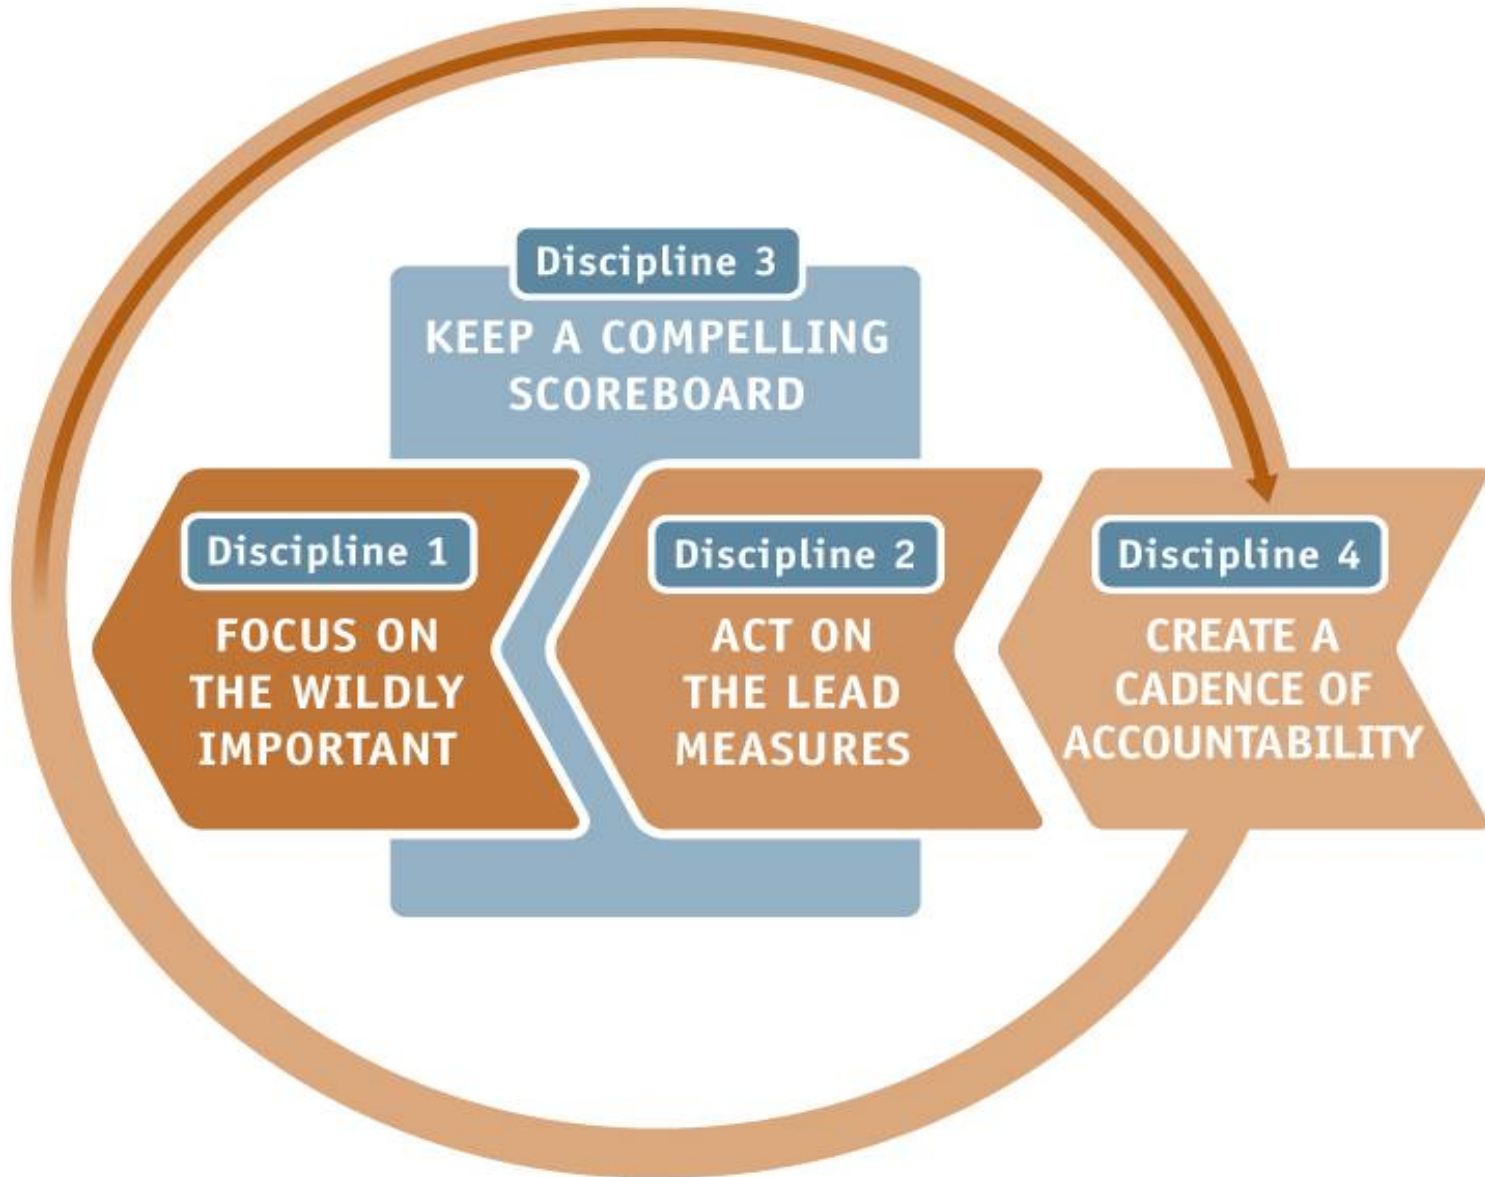 Discipline 3
KEEP A COMPELLING
SCOREBOARD
Discipline 1
FOCUS ON
THE WILDLY
IMPORTANT
Discipline 2
ACT ON
THE LEAD
MEASURES
Discipline 4
CREATE A
CADENCE OF
ACCOUNTABILITY